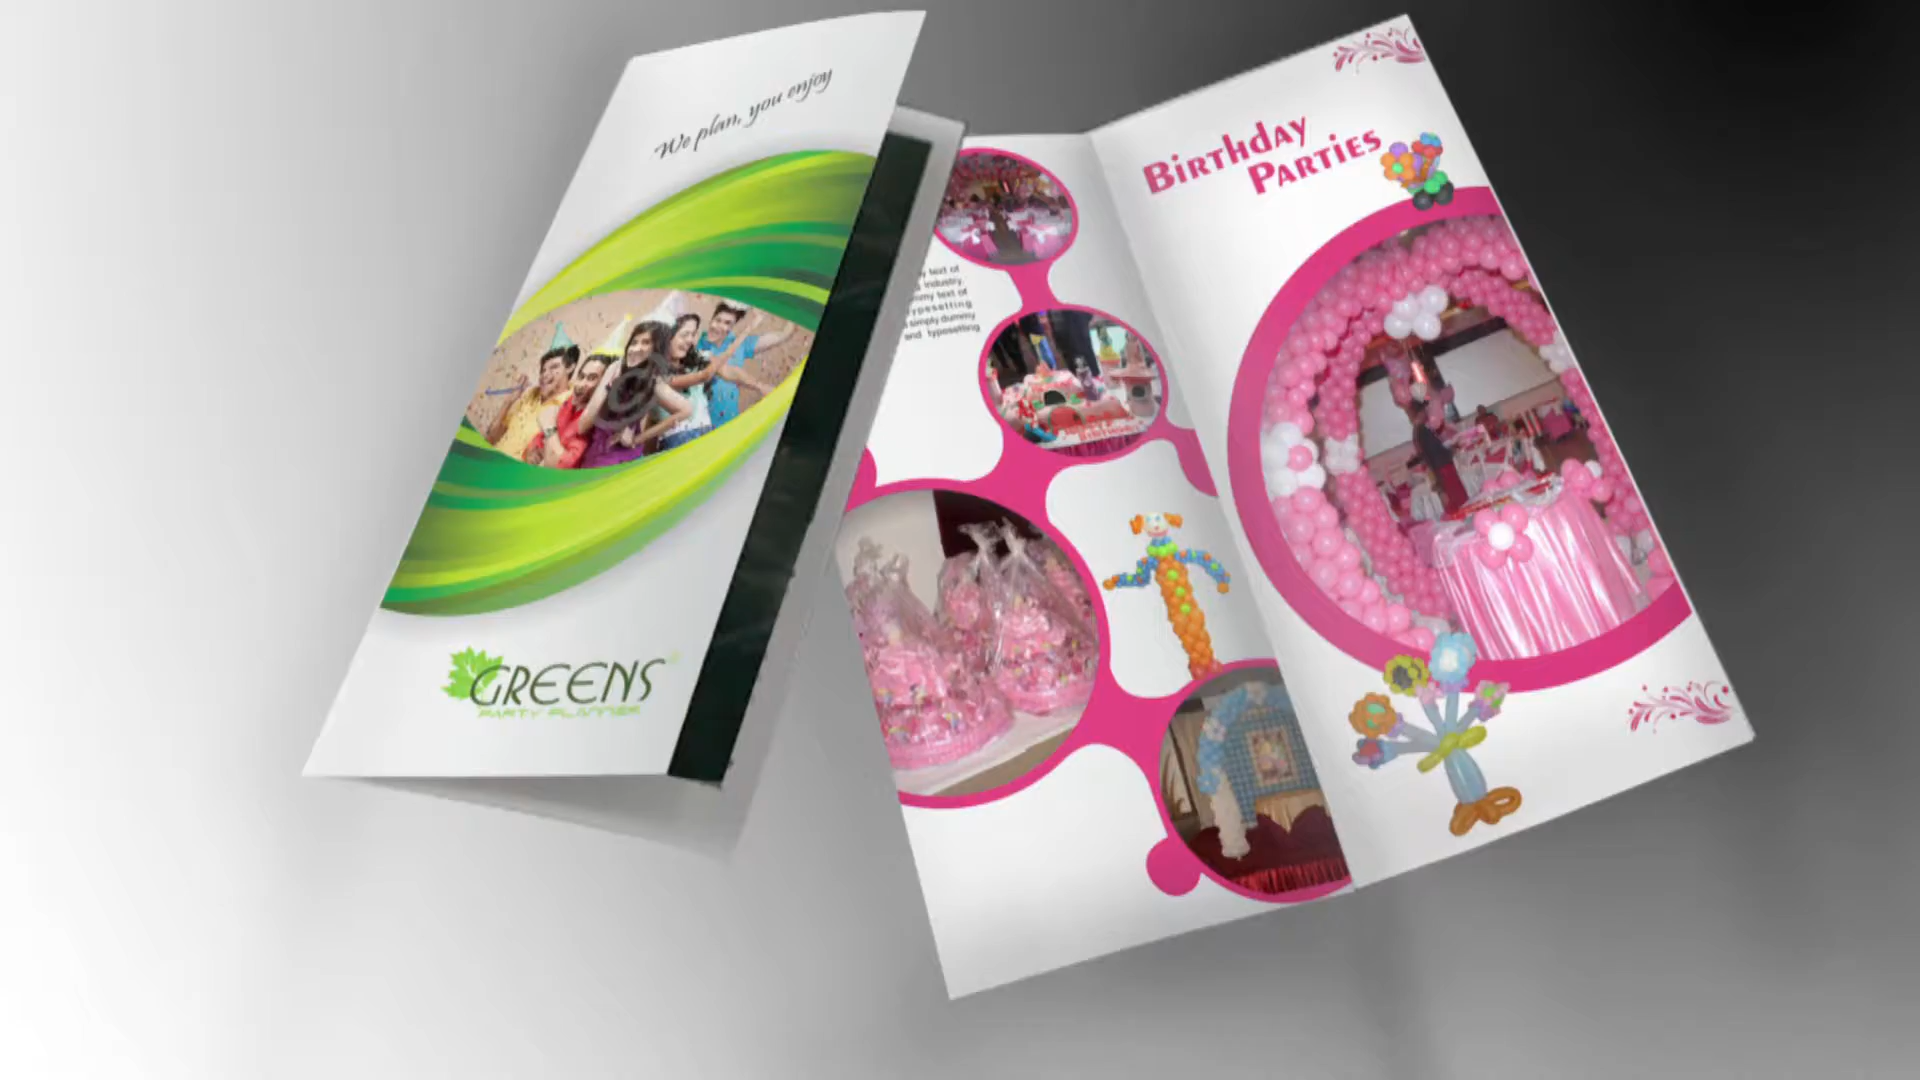 We plan, you enjoy
GREENS
PARTY PLANNER
text of
industry.
text of
typesetting
simply dummy
and typesetting
Birthday
Parties